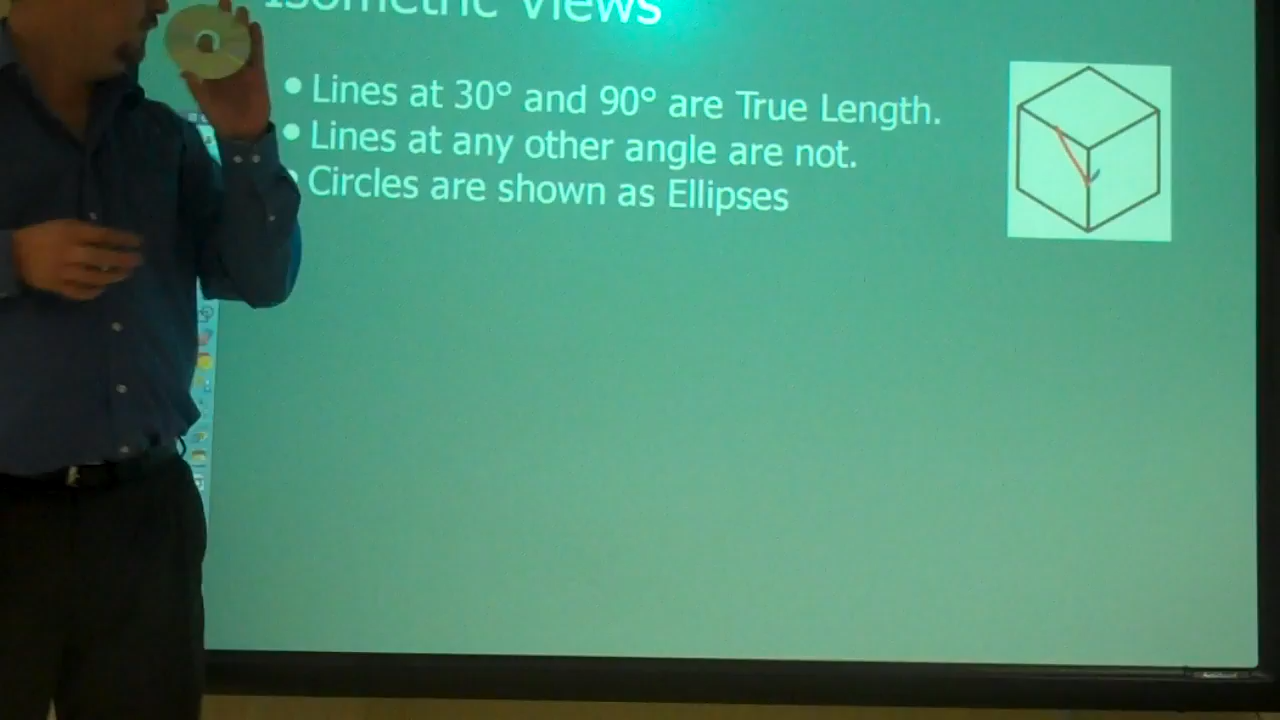 Isometric Views
• Lines at 30° and 90° are True Length.
• Lines at any other angle are not.
• Circles are shown as Ellipses